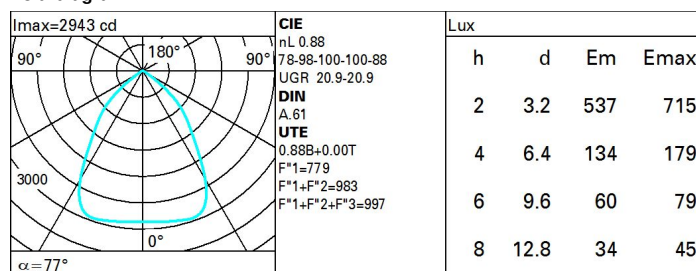 Imax=2943 cd
180°
90°
90°
3000
0°
α=77°
CIE
nL 0.88
78-98-100-100-88
UGR 20.9-20.9
DIN
A.61
UTE
0.88B+0.00T
F"1=779
F"1+F"2=983
F"1+F"2+F"3=997
Lux
h d Em Emax
2 3.2 537 715
4 6.4 134 179
6 9.6 60 79
8 12.8 34 45